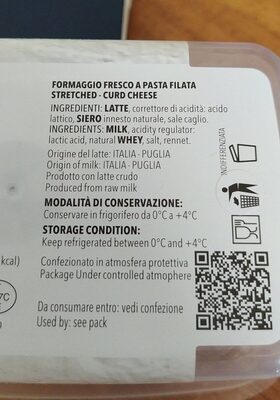 FORMAGGIO FRESCO A PASTA FILATA
STRETCHED - CURD CHEESE
INGREDIENTI: LATTE, correttore di acidità: acido
lattico, SIERO innesto naturale, sale caglio.
INGREDIENTS: MILK, acidity regulator:
lactic acid, natural WHEY, salt, rennet.
Origine del latte: ITALIA - PUGLIA
Origin of milk: ITALIA - PUGLIA
Prodotto con latte crudo
Produced from raw milk
MODALITÀ DI CONSERVAZIONE:
Conservare in frigorifero da 0°C a +4°C
STORAGE CONDITION:
Keep refrigerated between 0°C and +4°C
kcal)
Confezionato in atmosfera protettiva
Package Under controlled atmophere
7C
Da consumare entro: vedi confezione
Used by: see pack
INDIFFERENZIATA